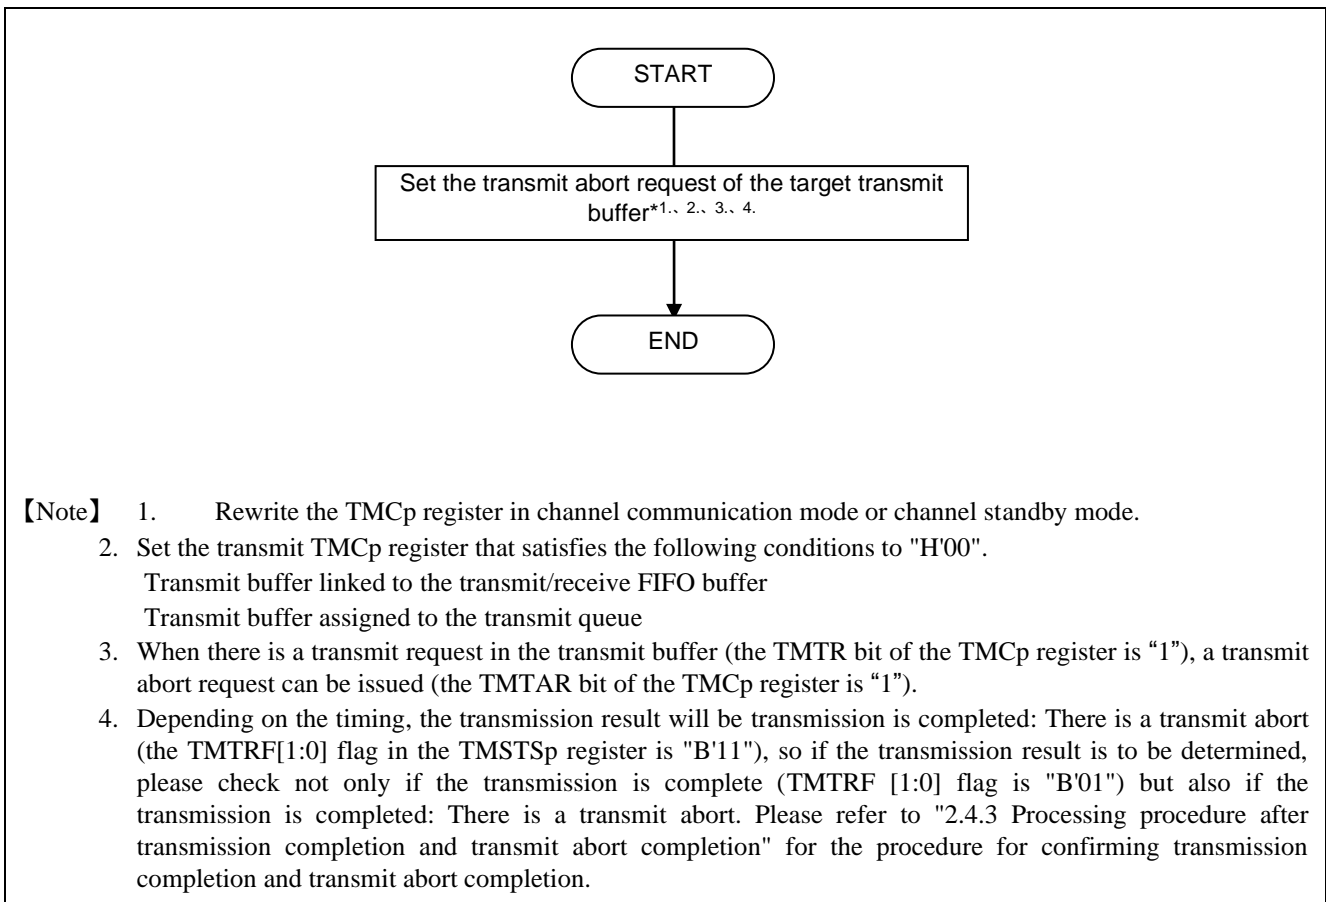 START
Set the transmit abort request of the target transmit
buffer*1.、2.、3.、4.
END
【Note】 1. Rewrite the TMCp register in channel communication mode or channel standby mode.
2. Set the transmit TMCp register that satisfies the following conditions to "H'00".
Transmit buffer linked to the transmit/receive FIFO buffer
Transmit buffer assigned to the transmit queue
3. When there is a transmit request in the transmit buffer (the TMTR bit of the TMCp register is “1”), a transmit
abort request can be issued (the TMTAR bit of the TMCp register is “1”).
4. Depending on the timing, the transmission result will be transmission is completed: There is a transmit abort
(the TMTRF[1:0] flag in the TMSTSp register is "B'11"), so if the transmission result is to be determined,
please check not only if the transmission is complete (TMTRF [1:0] flag is "B'01") but also if the
transmission is completed: There is a transmit abort. Please refer to "2.4.3 Processing procedure after
transmission completion and transmit abort completion" for the procedure for confirming transmission
completion and transmit abort completion.